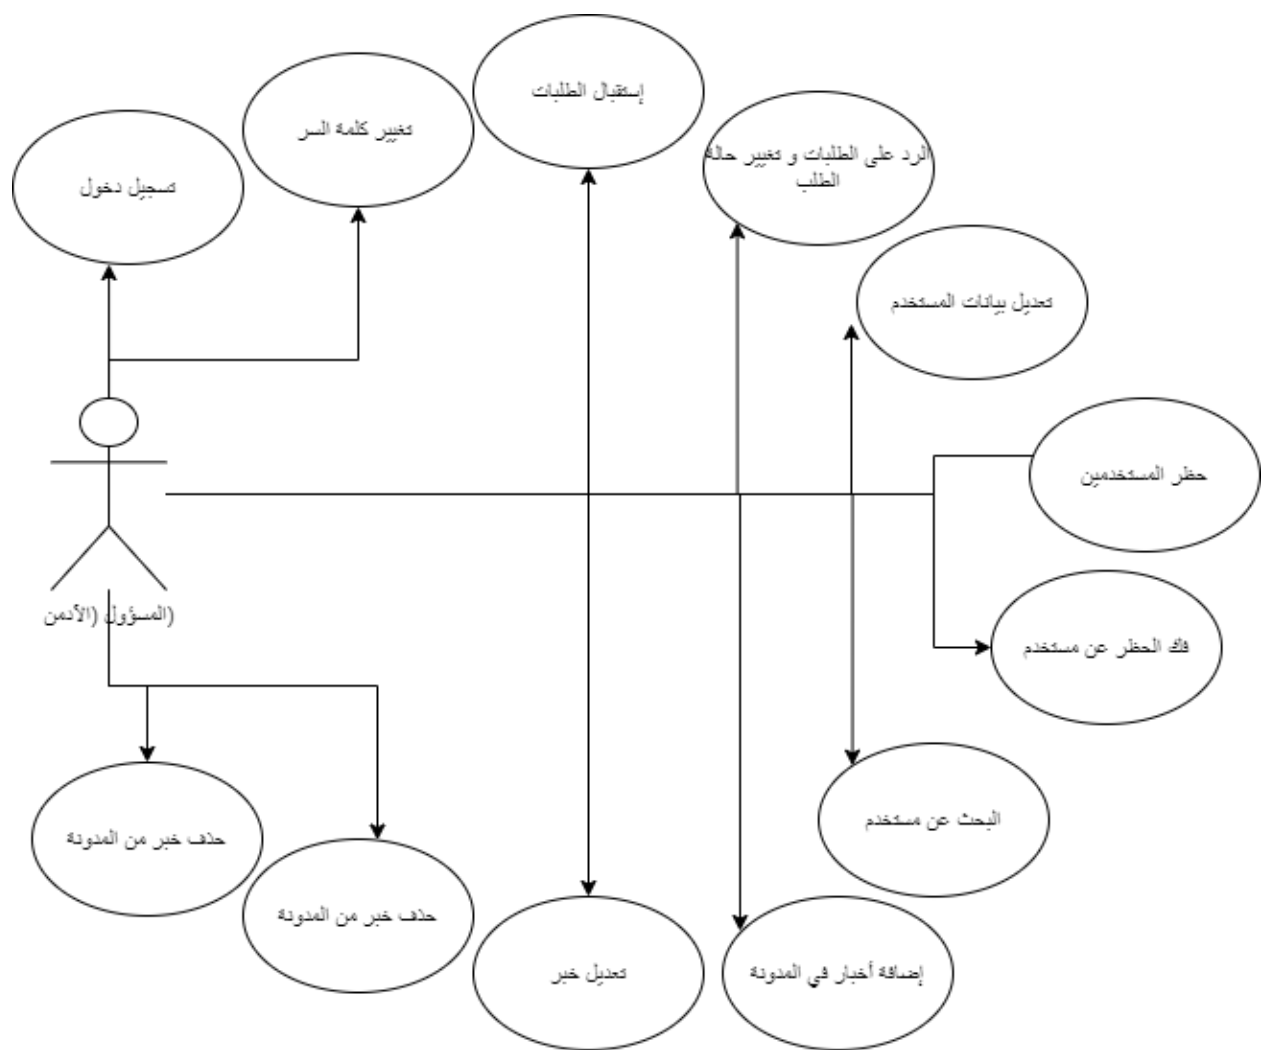 إستقبال الطلبات
تغيير كلمة السر
الرد على الطلبات و تغيير حالة
الطلب
تسجيل دخول
تعديل بيانات المستخدم
حظر المستخدمين
المسؤول (الأدمن)
فك الحظر عن مستخدم
البحث عن مستخدم
حذف خبر من المدونة
حذف خبر من المدونة
تعديل خبر
إضافة أخبار في المدونة